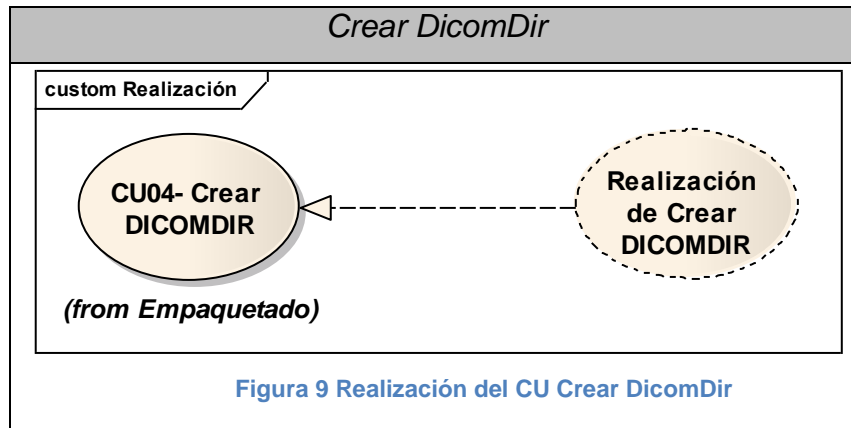 Crear DicomDir
custom Realización
CU04- Crear
DICOMDIR
Realización
de Crear
DICOMDIR
(from Empaquetado)
Figura 9 Realización del CU Crear DicomDir